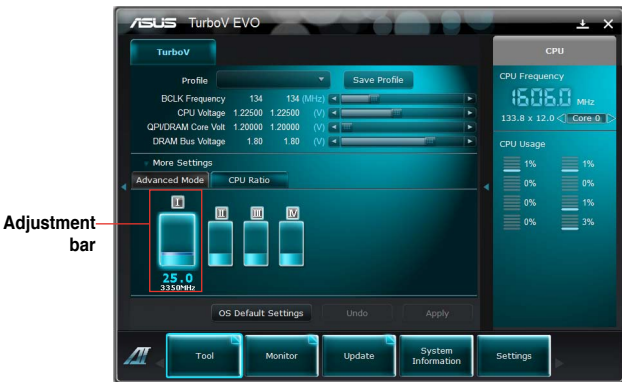 ASUS TurboV EVO
TurboV
CPU
Profile
Save Profile
BCLK Frequency 134 134 (MHz)
CPU Voltage 1.22500 1.22500 (V)
QPI/DRAM Core Volt 1.20000 1.20000 (V)
DRAM Bus Voltage 1.80 1.80 (V)
More Settings
Advanced Mode CPU Ratio
I II III IV
25.0
3350MHz
Adjustment
bar
OS Default Settings Undo Apply
CPU Frequency
1606.0 MHz
133.8 x 12.0 Core 0
CPU Usage
1% 1%
0% 0%
0% 1%
0% 3%
AI Tool Monitor Update System Information Settings